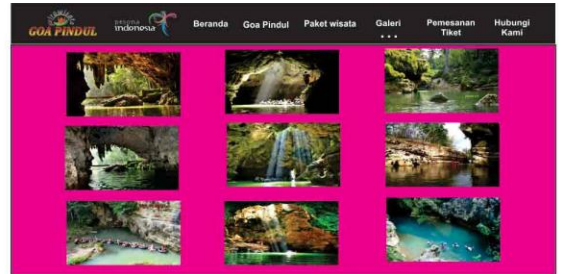 GOA PINDUL
pesona
indonesia
Beranda
Goa Pindul
Paket wisata
Galeri
...
Pemesanan
Tiket
Hubungi
Kami